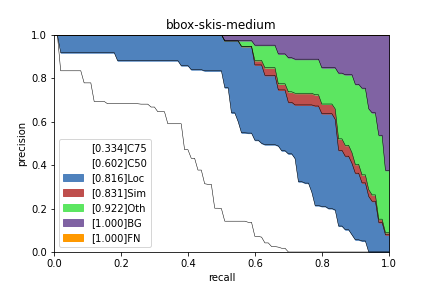 bbox-skis-medium
1.0
0.8
0.6
0.4
0.2
0.0
precision
[0.334]C75
[0.602]C50
[0.816]Loc
[0.831]Sim
[0.922]Oth
[1.000]BG
[1.000]FN
0.0 0.2 0.4 0.6 0.8 1.0
recall